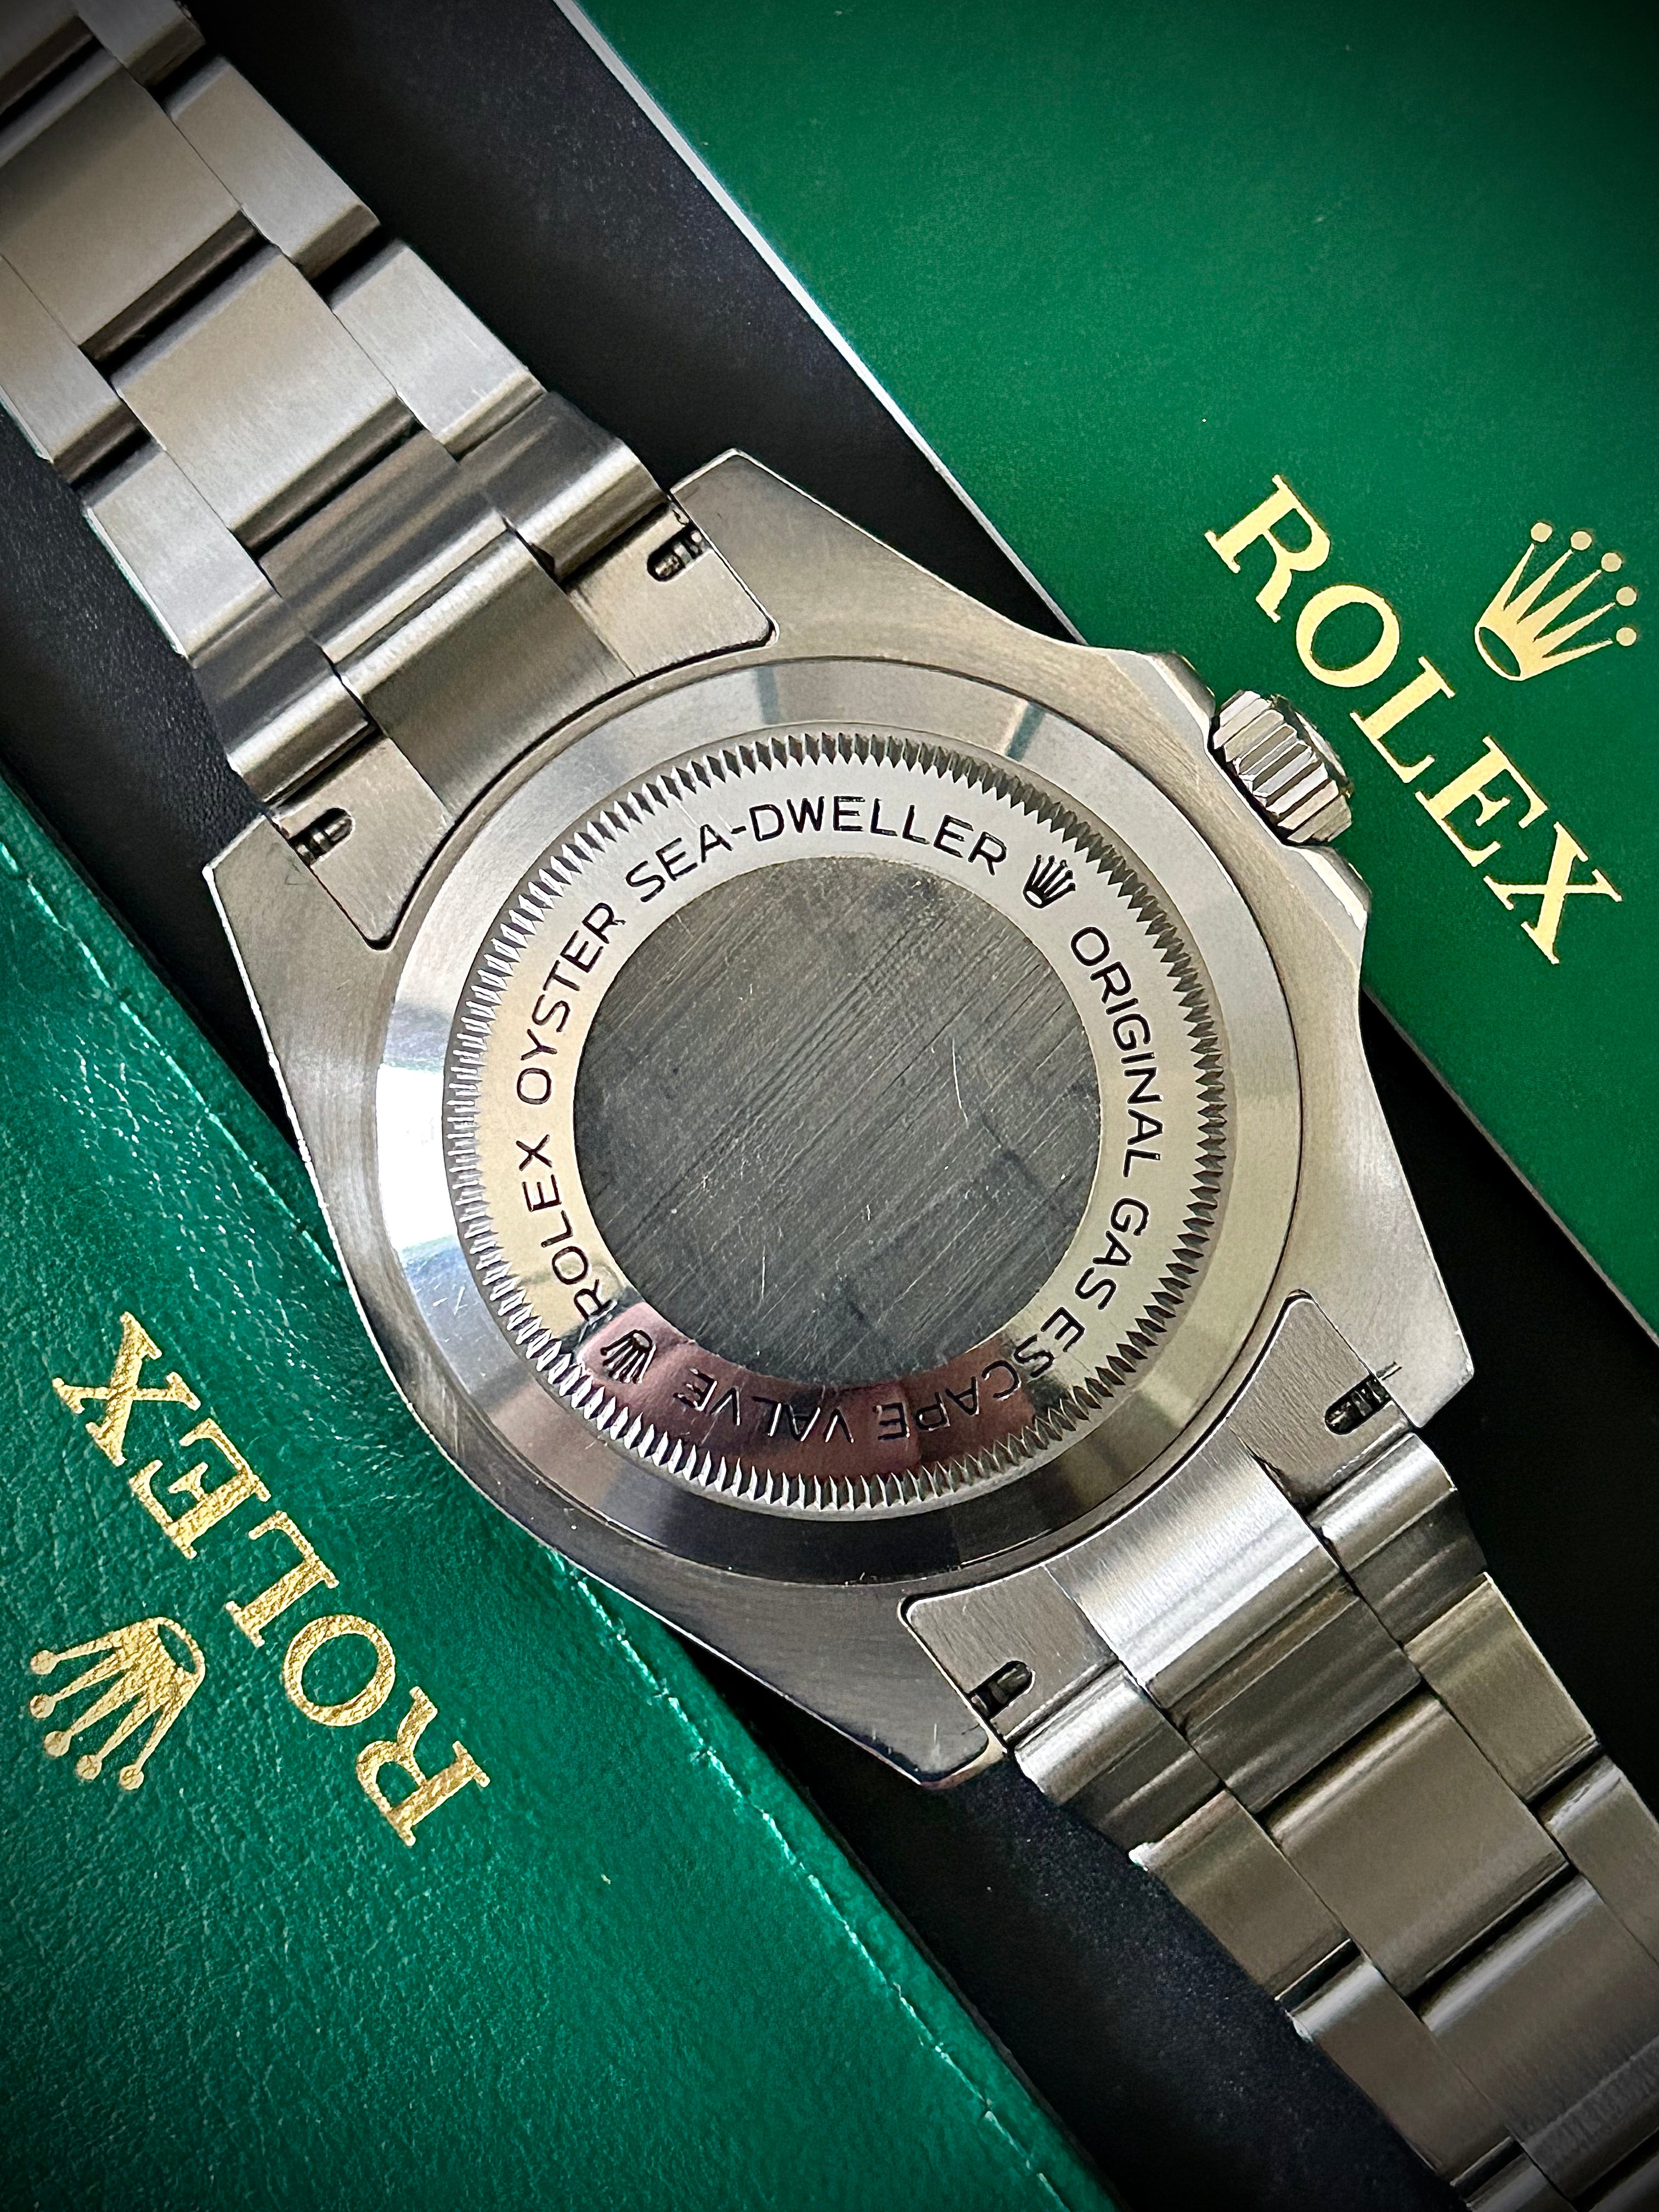 ROLEX
ROLEX OYSTER SEA-DWELLER
ORIGINAL GAS ESCAPE VALVE
ROLEX